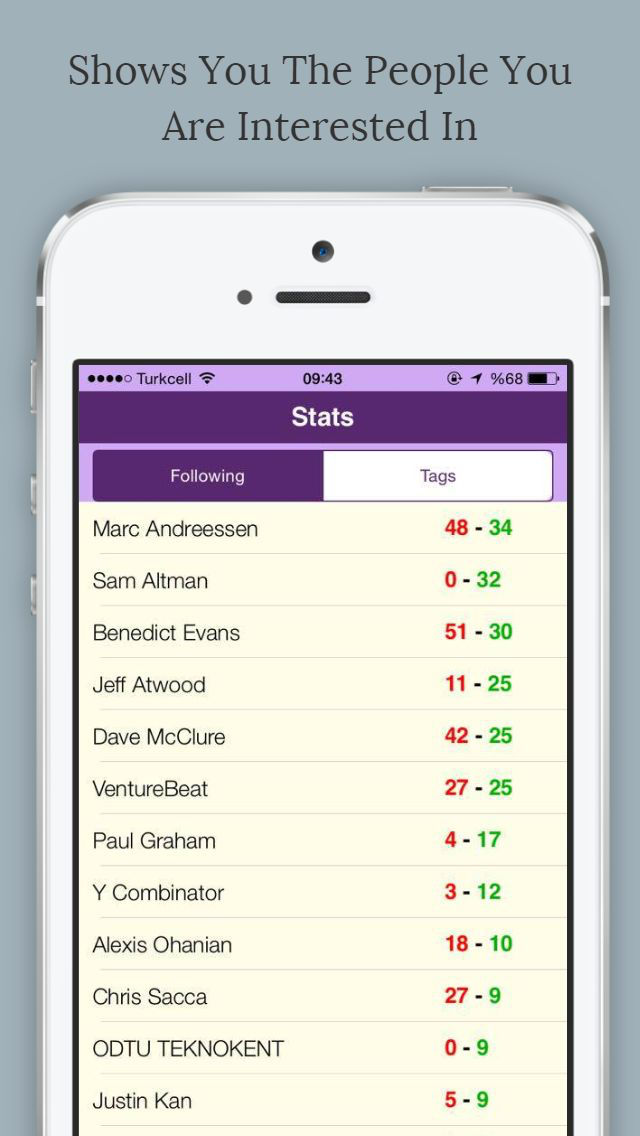 Shows You The People You
Are Interested In
Turkcell 09:43 %68
Stats
Following Tags
Marc Andreessen 48 - 34
Sam Altman 0 - 32
Benedict Evans 51 - 30
Jeff Atwood 11 - 25
Dave McClure 42 - 25
VentureBeat 27 - 25
Paul Graham 4 - 17
Y Combinator 3 - 12
Alexis Ohanian 18 - 10
Chris Sacca 27 - 9
ODTU TEKNOKENT 0 - 9
Justin Kan 5 - 9